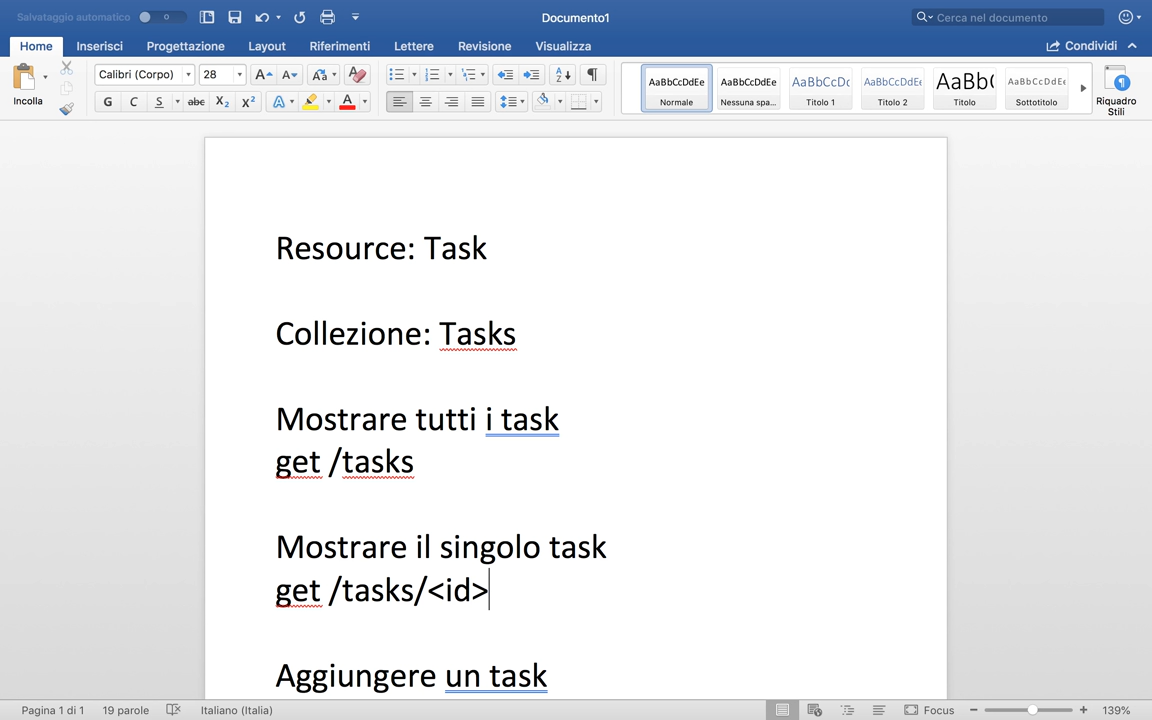 Salvataggio automatico
Documento1
Cerca nel documento
Home Inserisci Progettazione Layout Riferimenti Lettere Revisione Visualizza
Condividi
Incolla
Calibri (Corpo) 28
G C S abc X₂ X²
AaBbCcDdEe AaBbCcDdEe AaBbCcDc AaBbCcDdEe AaBb( AaBbCcDdEe
Normale Nessuna spa... Titolo 1 Titolo 2 Titolo Sottotitolo
Riquadro
Stili
Resource: Task
Collezione: Tasks
Mostrare tutti i task
get /tasks
Mostrare il singolo task
get /tasks/<id>
Aggiungere un task
Pagina 1 di 1 19 parole Italiano (Italia) Focus 139%